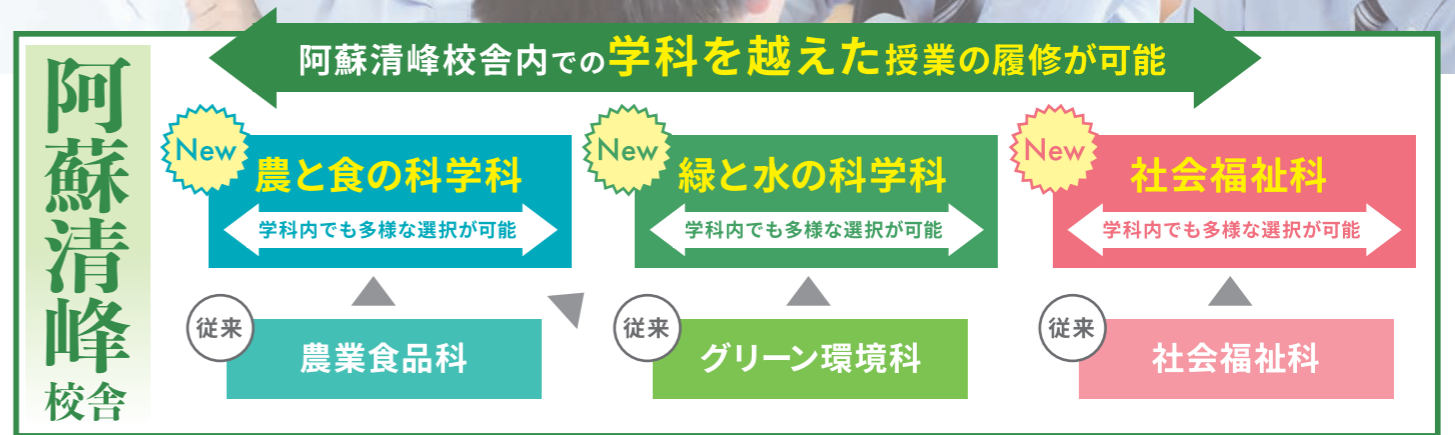 阿蘇清峰校舎
阿蘇清峰校舎内での学科を越えた授業の履修が可能
New
農と食の科学科
学科内でも多様な選択が可能
従来
農業食品科
New
緑と水の科学科
学科内でも多様な選択が可能
従来
グリーン環境科
New
社会福祉科
学科内でも多様な選択が可能
従来
社会福祉科